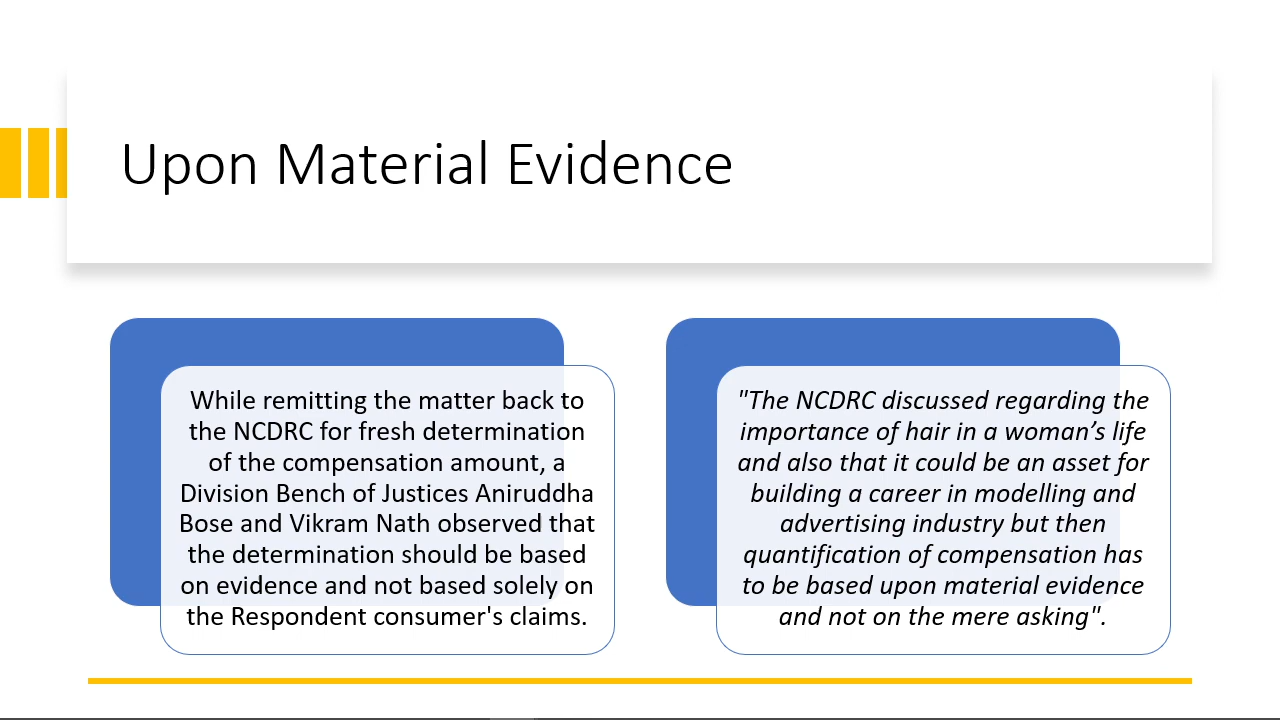 Upon Material Evidence
While remitting the matter back to
the NCDRC for fresh determination
of the compensation amount, a
Division Bench of Justices Aniruddha
Bose and Vikram Nath observed that
the determination should be based
on evidence and not based solely on
the Respondent consumer's claims.
"The NCDRC discussed regarding the
importance of hair in a woman’s life
and also that it could be an asset for
building a career in modelling and
advertising industry but then
quantification of compensation has
to be based upon material evidence
and not on the mere asking".